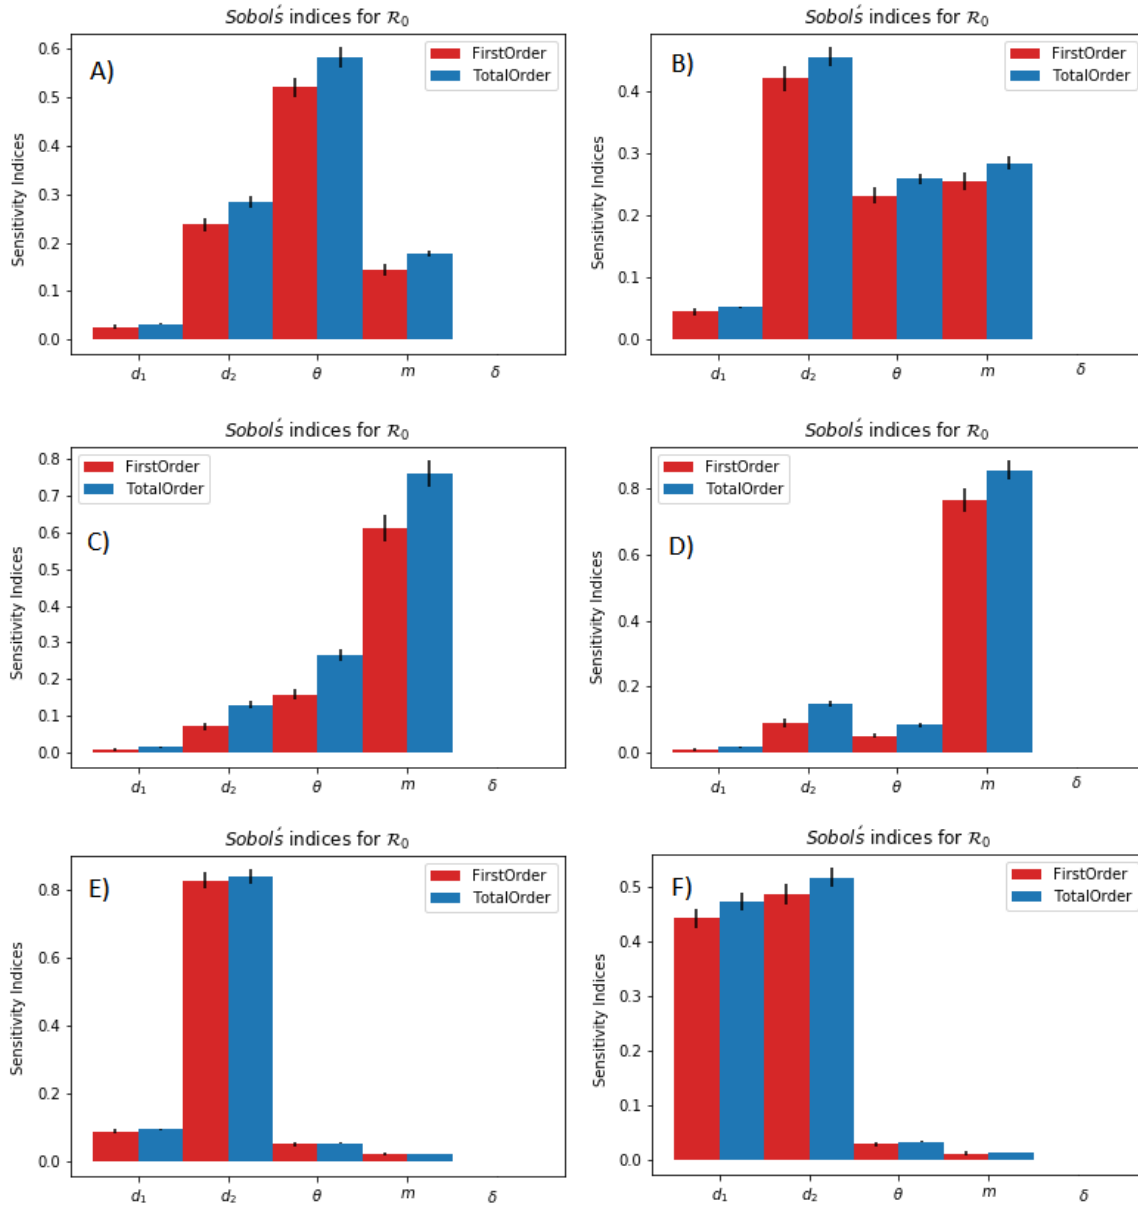 Sobolś indices for R₀
A)
FirstOrder
TotalOrder
Sensitivity Indices
0.6
0.5
0.4
0.3
0.2
0.1
0.0
d₁ d₂ θ m δ
Sobolś indices for R₀
B)
FirstOrder
TotalOrder
Sensitivity Indices
0.4
0.3
0.2
0.1
0.0
d₁ d₂ θ m δ
Sobolś indices for R₀
C)
FirstOrder
TotalOrder
Sensitivity Indices
0.8
0.7
0.6
0.5
0.4
0.3
0.2
0.1
0.0
d₁ d₂ θ m δ
Sobolś indices for R₀
D)
FirstOrder
TotalOrder
Sensitivity Indices
0.8
0.6
0.4
0.2
0.0
d₁ d₂ θ m δ
Sobolś indices for R₀
E)
FirstOrder
TotalOrder
Sensitivity Indices
0.8
0.6
0.4
0.2
0.0
d₁ d₂ θ m δ
Sobolś indices for R₀
F)
FirstOrder
TotalOrder
Sensitivity Indices
0.5
0.4
0.3
0.2
0.1
0.0
d₁ d₂ θ m δ